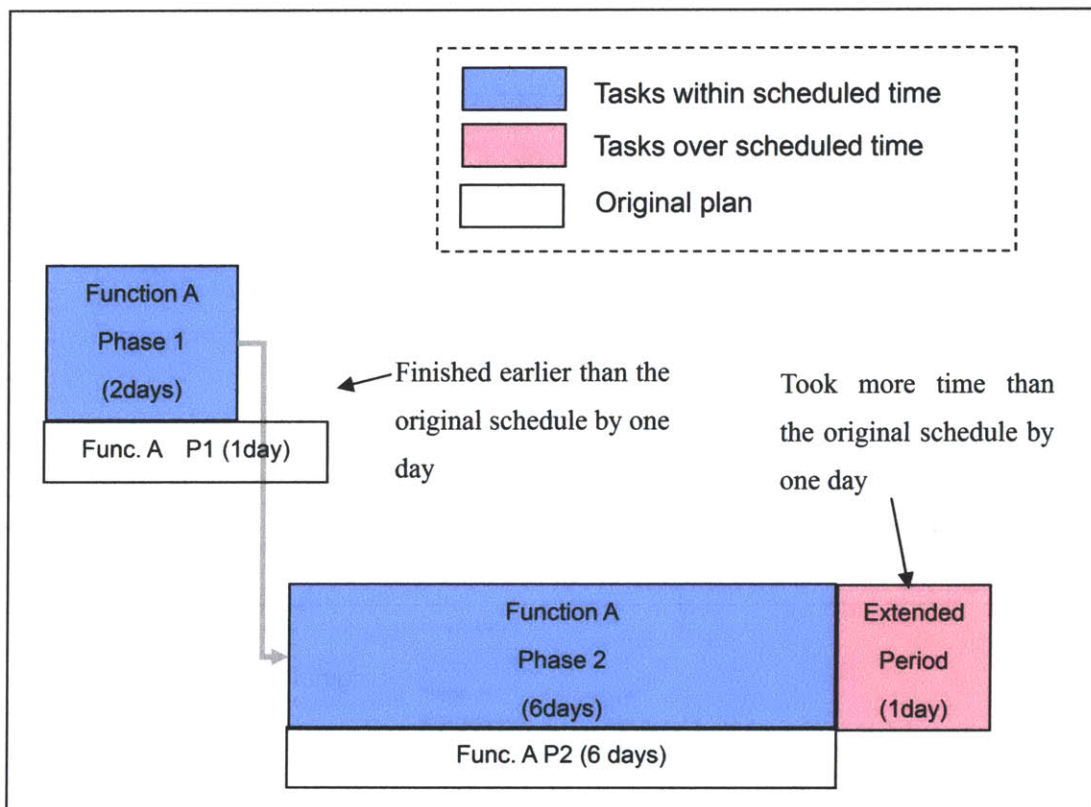 Tasks within scheduled time
Tasks over scheduled time
Original plan
Function A
Phase 1
(2days)
Func. A P1 (1day)
Finished earlier than the
original schedule by one
day
Took more time than
the original schedule by
one day
Function A
Phase 2
(6days)
Extended
Period
(1day)
Func. A P2 (6 days)